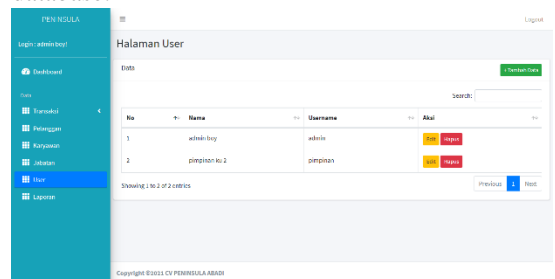 PENINSULA
Logout
Login : admin boy!
Halaman User
Dashboard
Data
+ Tambah Data
Search:
DATA
Transaksi
No Nama Username Aksi
Pelanggan
1 admin boy admin Edit Hapus
Karyawan
Jabatan
2 pimpinan ku 2 pimpinan Edit Hapus
User
Showing 1 to 2 of 2 entries
Previous 1 Next
Laporan
Copyright ©2021 CV PENINSULA ABADI